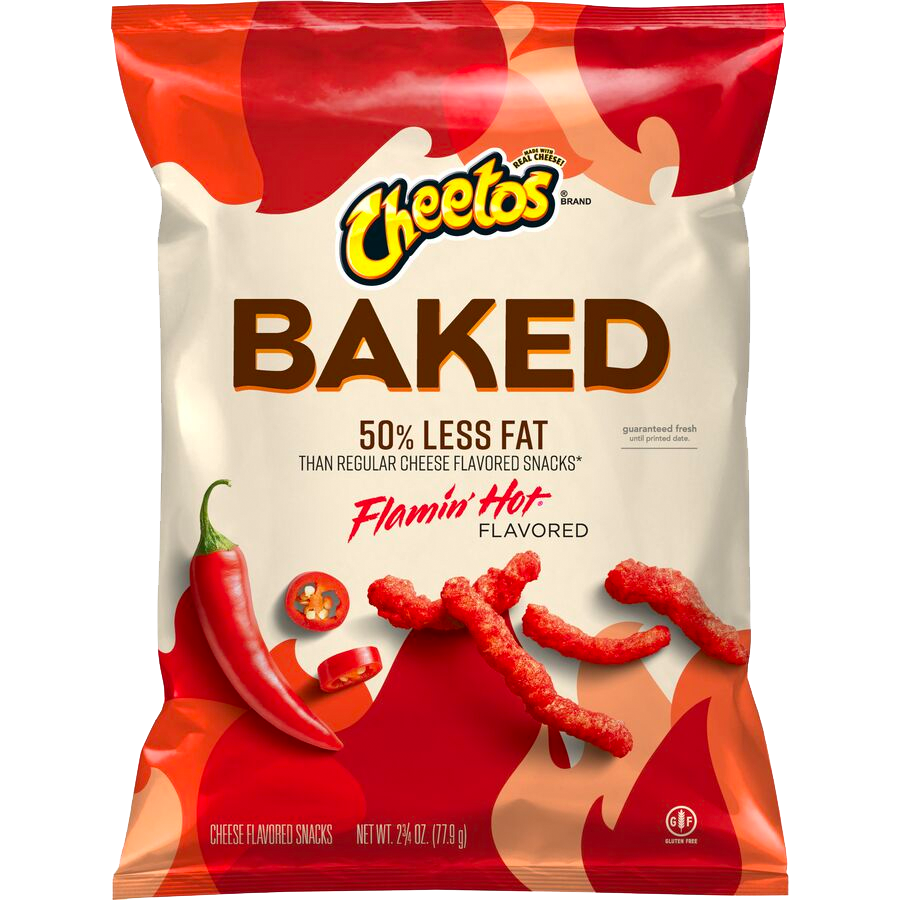 MADE WITH
REAL CHEESE!
Cheetos®
BRAND
BAKED
50% LESS FAT
THAN REGULAR CHEESE FLAVORED SNACKS*
guaranteed fresh
until printed date.
Flamin' Hot®
FLAVORED
CHEESE FLAVORED SNACKS NET WT. 2¾ OZ. (77.9 g)
G F
GLUTEN FREE